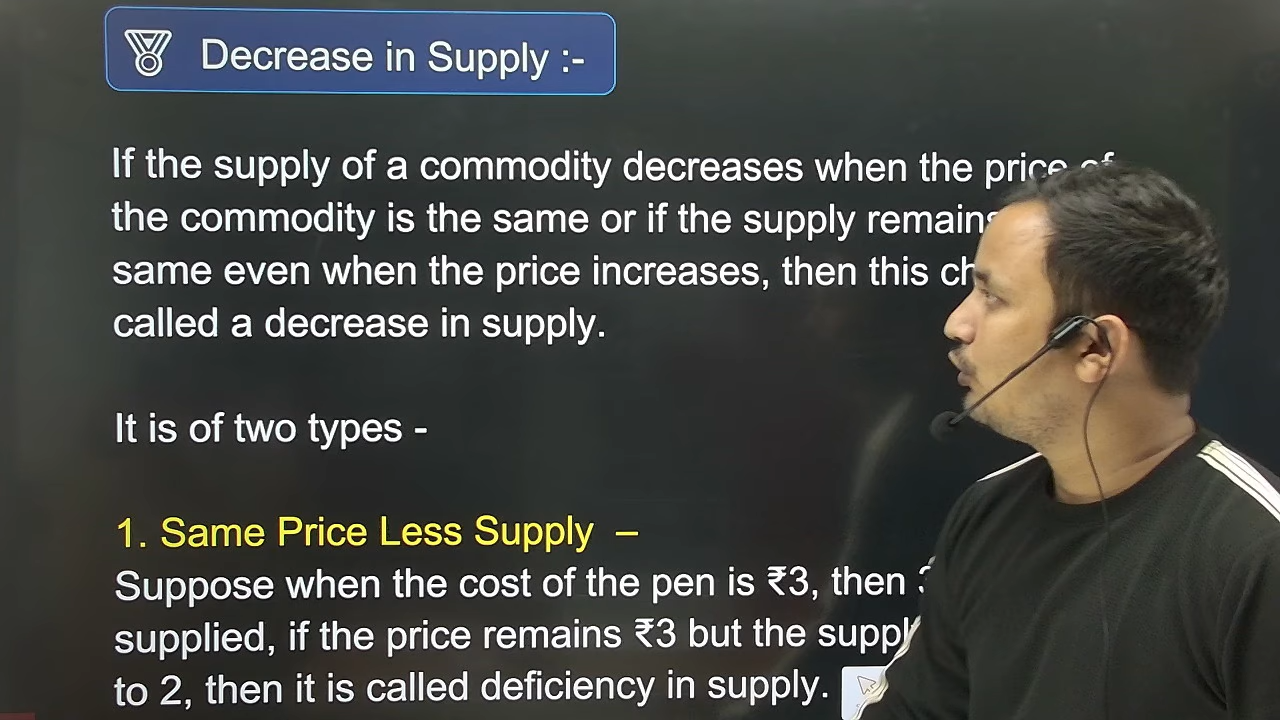 Decrease in Supply :-
If the supply of a commodity decreases when the price of
the commodity is the same or if the supply remains
same even when the price increases, then this
called a decrease in supply.
It is of two types -
1. Same Price Less Supply –
Suppose when the cost of the pen is ₹3, then
supplied, if the price remains ₹3 but the
to 2, then it is called deficiency in supply.